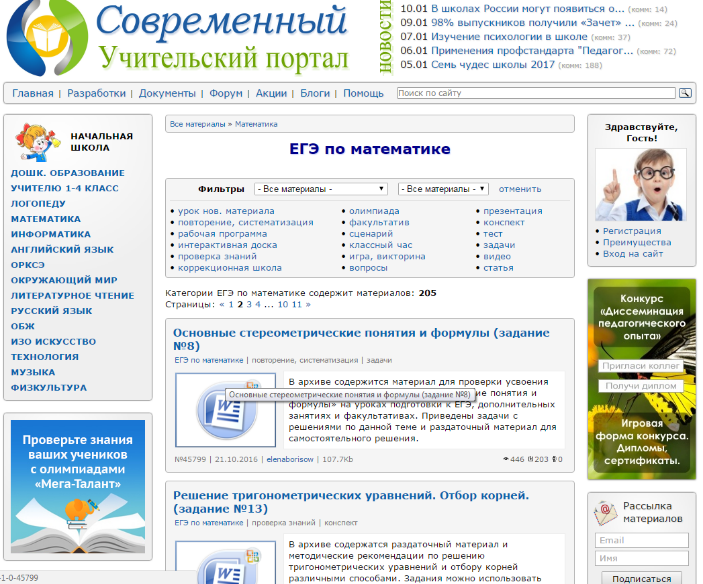 Современный
Учительский портал
новости
10.01 В школах России могут появиться о... (комм: 14)
09.01 98% выпускников получили «Зачет» ... (комм: 24)
07.01 Изучение психологии в школе (комм: 37)
06.01 Применения профстандарта "Педагог... (комм: 72)
05.01 Семь чудес школы 2017 (комм: 188)
Главная | Разработки | Документы | Форум | Акции | Блоги | Помощь
Поиск по сайту
НАЧАЛЬНАЯ
ШКОЛА
ДОШК. ОБРАЗОВАНИЕ
УЧИТЕЛЮ 1-4 КЛАСС
ЛОГОПЕДУ
МАТЕМАТИКА
ИНФОРМАТИКА
АНГЛИЙСКИЙ ЯЗЫК
ОРКСЭ
ОКРУЖАЮЩИЙ МИР
ЛИТЕРАТУРНОЕ ЧТЕНИЕ
РУССКИЙ ЯЗЫК
ОБЖ
ИЗО ИСКУССТВО
ТЕХНОЛОГИЯ
МУЗЫКА
ФИЗКУЛЬТУРА
Проверьте знания
ваших учеников
с олимпиадами
«Мега-Талант»
-1-0-45799
Все материалы » Математика
ЕГЭ по математике
Фильтры - Все материалы - - Все материалы - отменить
• урок нов. материала • олимпиада • презентация
• повторение, систематизация • факультатив • конспект
• рабочая программа • сценарий • тест
• интерактивная доска • классный час • задачи
• проверка знаний • игра, викторина • видео
• коррекционная школа • вопросы • статья
Категории ЕГЭ по математике содержит материалов: 205
Страницы: « 1 2 3 4 ... 10 11 »
Основные стереометрические понятия и формулы (задание
№8)
ЕГЭ по математике | повторение, систематизация | задачи
В архиве содержится материал для проверки усвоения
ие понятия и
Основные стереометрические понятия и формулы (задание №8)
формулы» на уроках подготовки к ЕГЭ, дополнительных
занятиях и факультативах. Приведены задачи с
решениями по данной теме и раздаточный материал для
самостоятельного решения.
№45799 | 21.10.2016 | elenaborisow | 107.7Kb 446 203 0
Решение тригонометрических уравнений. Отбор корней.
(задание №13)
ЕГЭ по математике | проверка знаний | конспект
В архиве содержатся раздаточный материал и
методические рекомендации по решению
тригонометрических уравнений и отбору корней
различными способами. Задания можно использовать
Здравствуйте,
Гость!
• Регистрация
• Преимущества
• Вход на сайт
Конкурс
«Диссеминация
педагогического
опыта»
Пригласи коллег
Получи диплом
Игровая
форма конкурса.
Дипломы,
сертификаты.
Рассылка
материалов
Email
Имя
Подписаться